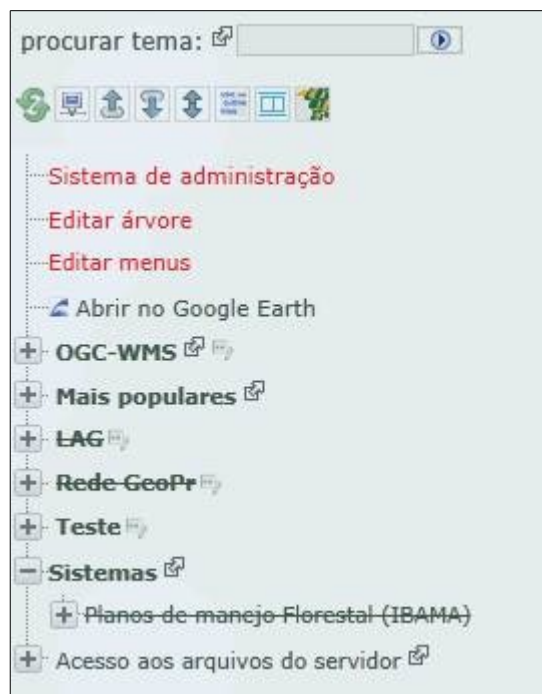 procurar tema:
Sistema de administração
Editar árvore
Editar menus
Abrir no Google Earth
OGC-WMS
Mais populares
LAG
Rede GeoPr
Teste
Sistemas
Planos de manejo Florestal (IBAMA)
Acesso aos arquivos do servidor